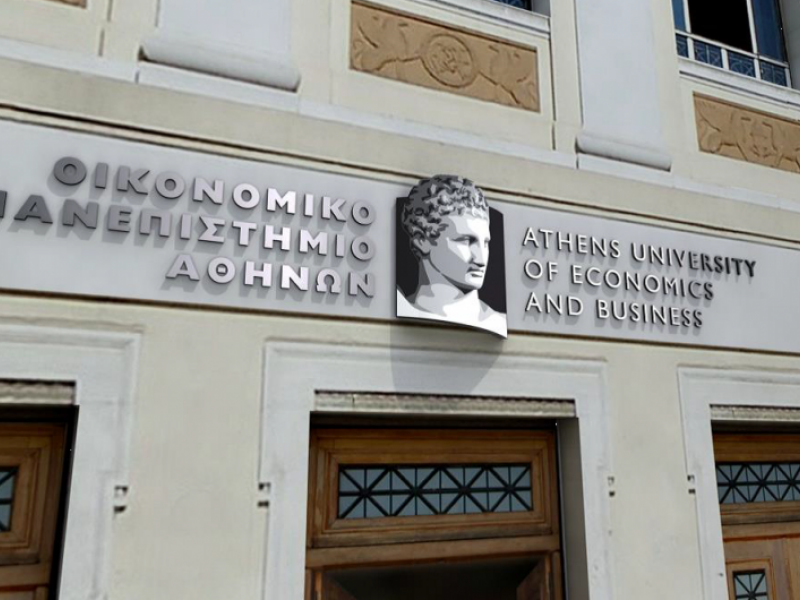 ΟΙΚΟΝΟΜΙΚΟ
ΠΑΝΕΠΙΣΤΗΜΙΟ
ΑΘΗΝΩΝ
ATHENS UNIVERSITY
OF ECONOMICS
AND BUSINESS